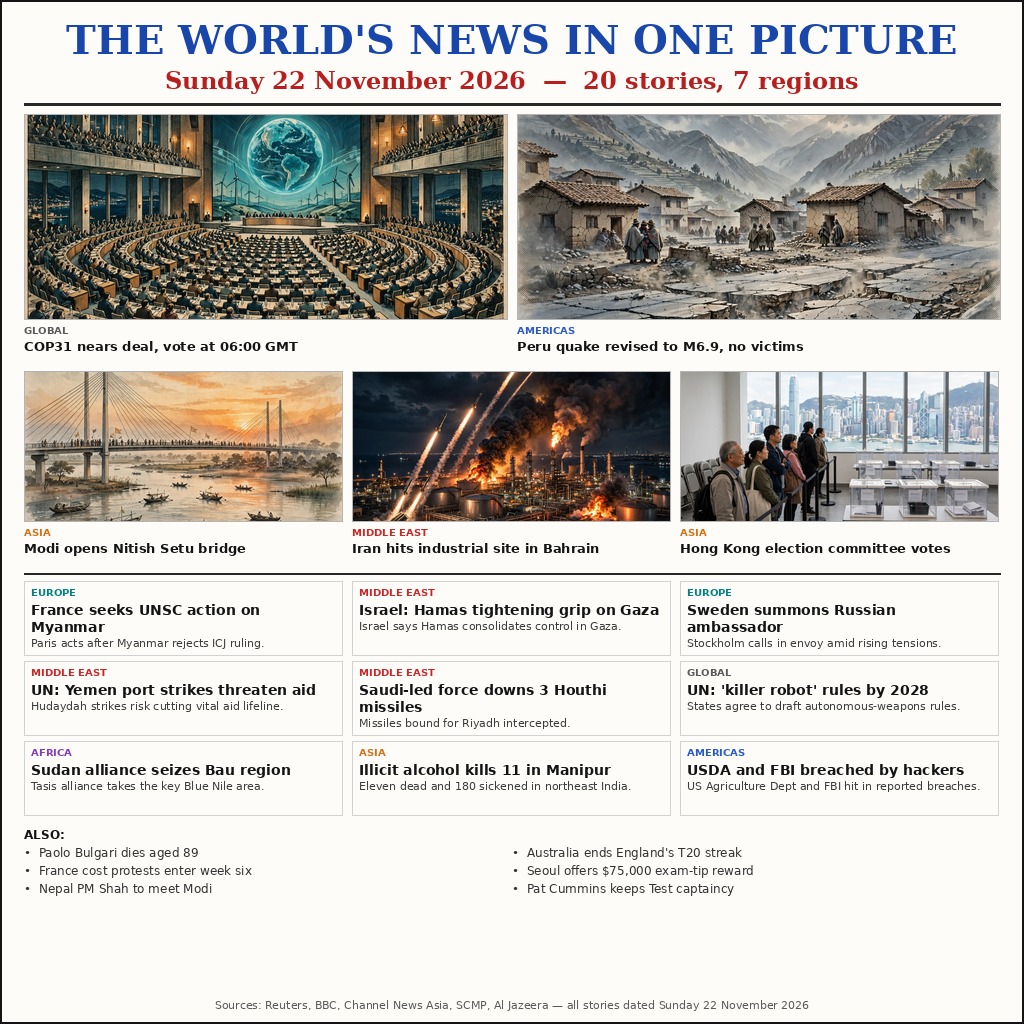 THE WORLD'S NEWS IN ONE PICTURE
Sunday 22 November 2026 — 20 stories, 7 regions
GLOBAL
COP31 nears deal, vote at 06:00 GMT
AMERICAS
Peru quake revised to M6.9, no victims
ASIA
Modi opens Nitish Setu bridge
MIDDLE EAST
Iran hits industrial site in Bahrain
ASIA
Hong Kong election committee votes
EUROPE
France seeks UNSC action on
Myanmar
Paris acts after Myanmar rejects ICJ ruling.
MIDDLE EAST
Israel: Hamas tightening grip on Gaza
Israel says Hamas consolidates control in Gaza.
EUROPE
Sweden summons Russian
ambassador
Stockholm calls in envoy amid rising tensions.
MIDDLE EAST
UN: Yemen port strikes threaten aid
Hudaydah strikes risk cutting vital aid lifeline.
MIDDLE EAST
Saudi-led force downs 3 Houthi
missiles
Missiles bound for Riyadh intercepted.
GLOBAL
UN: 'killer robot' rules by 2028
States agree to draft autonomous-weapons rules.
AFRICA
Sudan alliance seizes Bau region
Tasis alliance takes the key Blue Nile area.
ASIA
Illicit alcohol kills 11 in Manipur
Eleven dead and 180 sickened in northeast India.
AMERICAS
USDA and FBI breached by hackers
US Agriculture Dept and FBI hit in reported breaches.
ALSO:
• Paolo Bulgari dies aged 89
• France cost protests enter week six
• Nepal PM Shah to meet Modi
• Australia ends England's T20 streak
• Seoul offers $75,000 exam-tip reward
• Pat Cummins keeps Test captaincy
Sources: Reuters, BBC, Channel News Asia, SCMP, Al Jazeera — all stories dated Sunday 22 November 2026